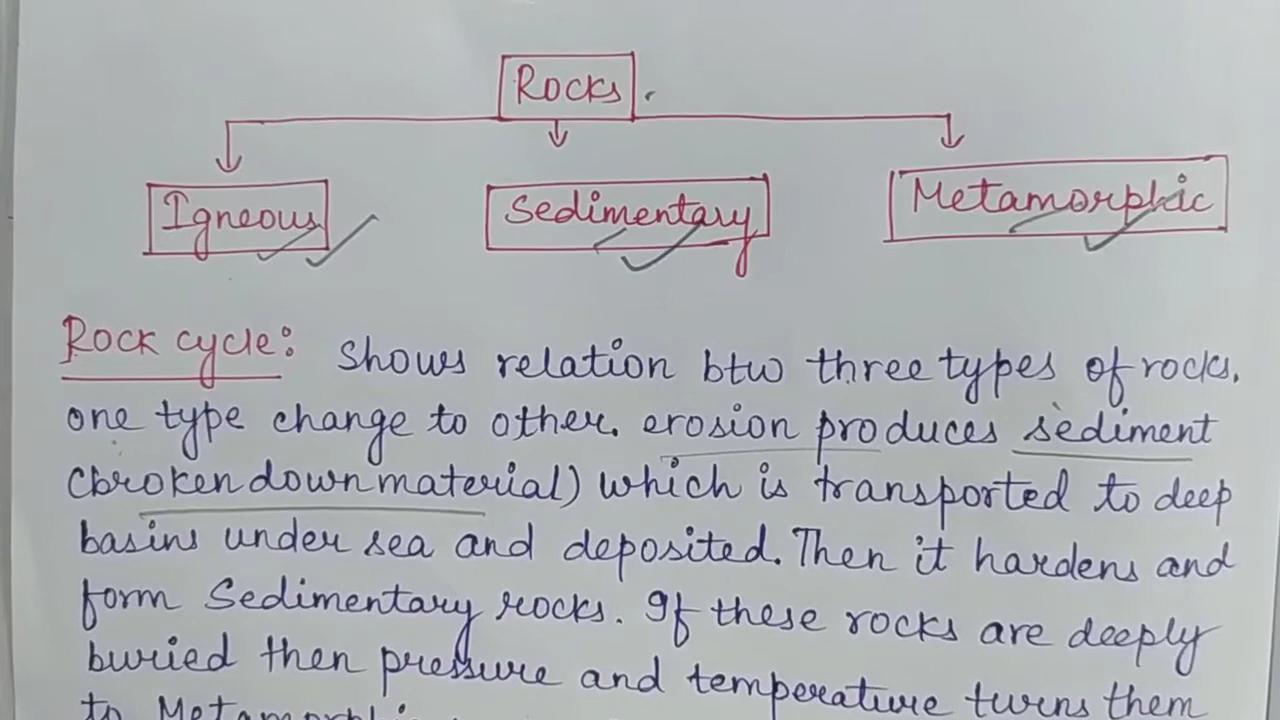 Rocks
Igneous Sedimentary Metamorphic
Rock cycle: Shows relation btw three types of rocks.
one type change to other. erosion produces sediment
(broken down material) which is transported to deep
basins under sea and deposited. Then it hardens and
form Sedimentary rocks. If these rocks are deeply
buried then pressure and temperature turns them
to Metamorphic